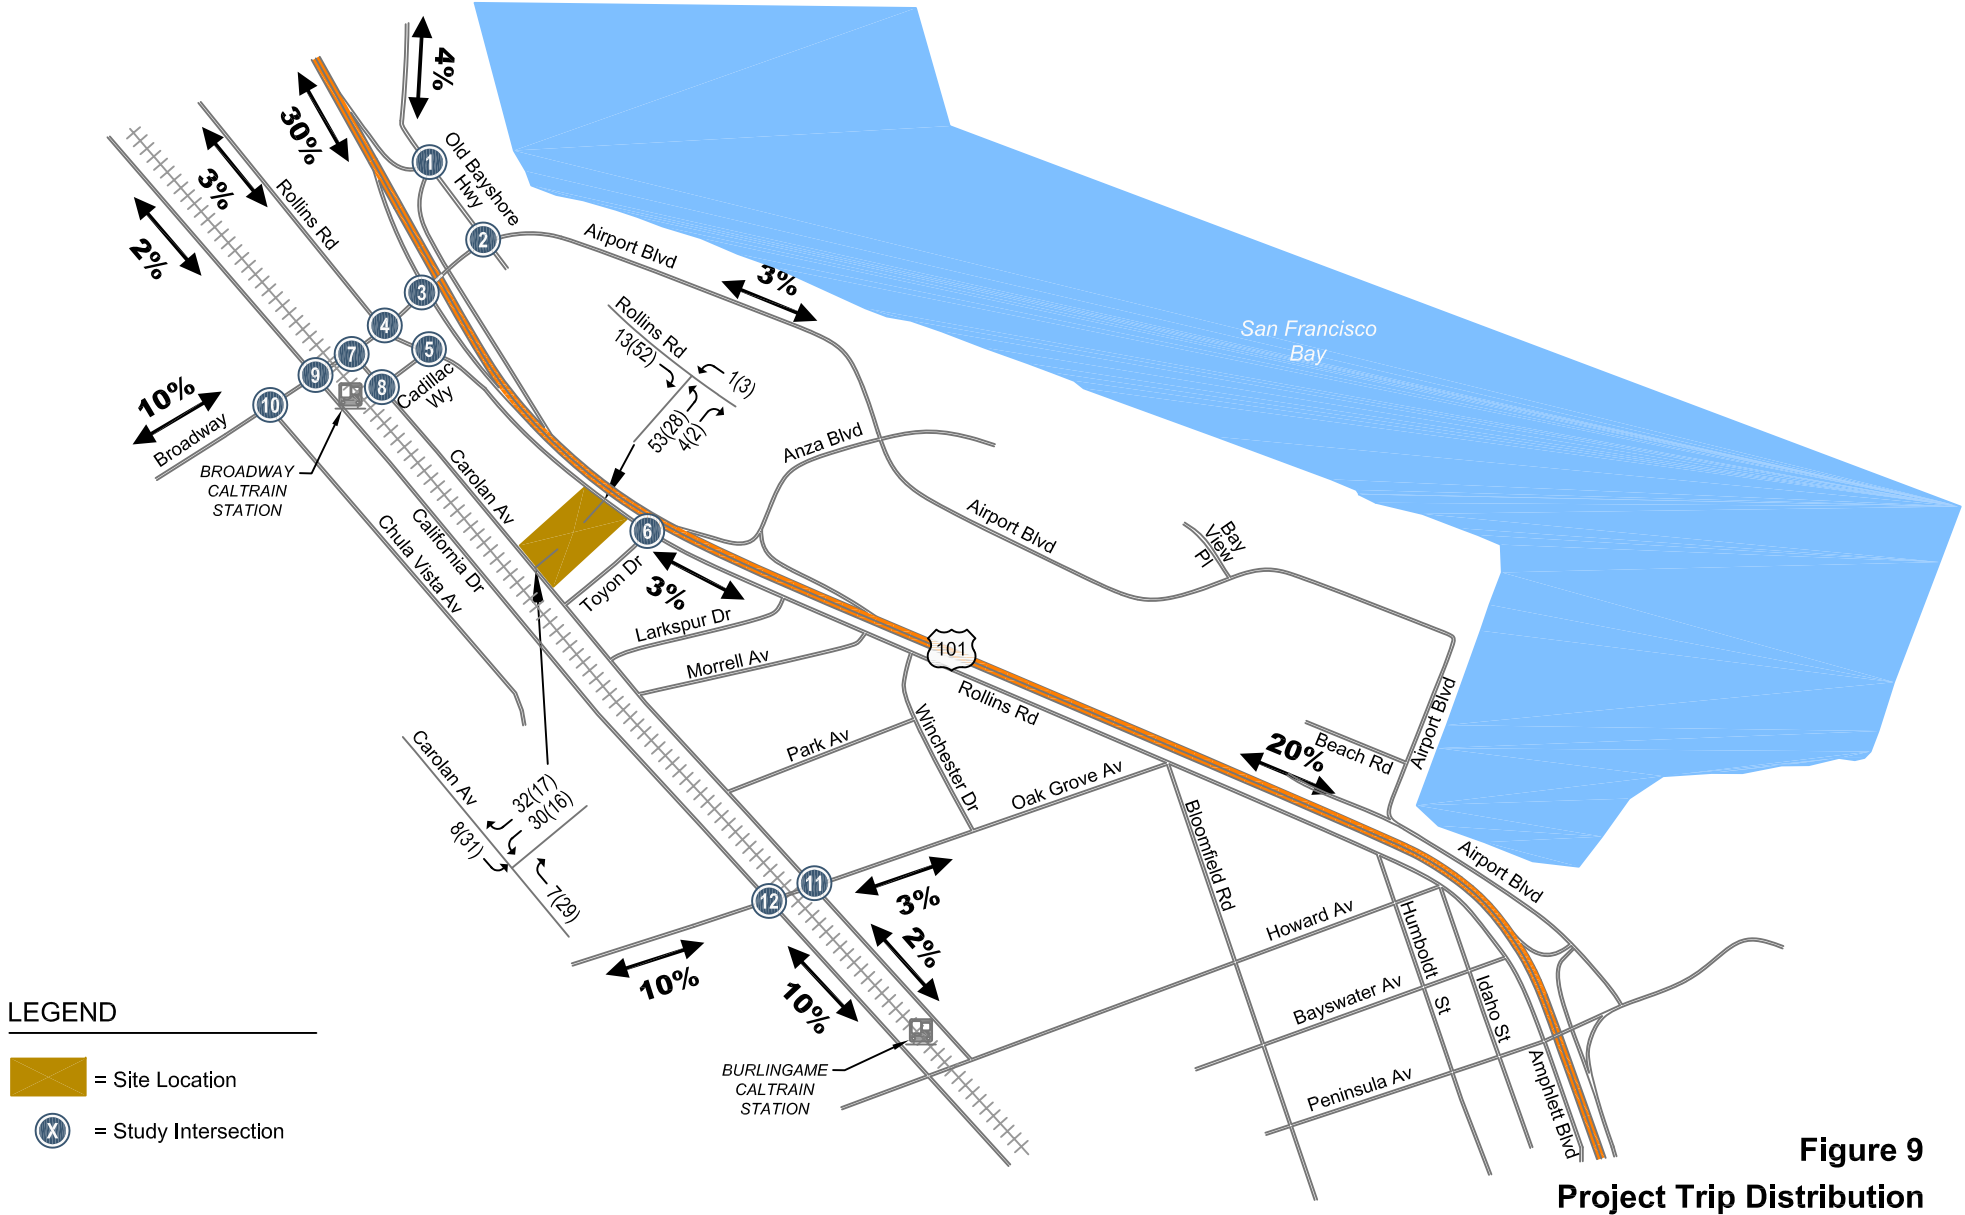 4%
30%
3%
2%
Old Bayshore
Hwy
Rollins Rd
1
2
3
4
5
6
7
8
9
10
11
12
Airport Blvd
3%
San Francisco
Bay
Rollins Rd
13(52)
1(3)
53(28)
4(2)
Cadillac
Wy
10%
Broadway
BROADWAY
CALTRAIN
STATION
Carolan Av
California Dr
Chula Vista Av
Anza Blvd
Airport Blvd
Bay
View
Pl
Toyon Dr
3%
Larkspur Dr
Morrell Av
101
Rollins Rd
Winchester Dr
Park Av
Oak Grove Av
20%
Beach Rd
Airport Blvd
Airport Blvd
Carolan Av
32(17)
30(16)
8(31)
7(29)
Bloomfield Rd
Howard Av
Humboldt
St
Idaho St
Bayswater Av
Peninsula Av
Amphlett Blvd
3%
2%
10%
10%
BURLINGAME
CALTRAIN
STATION
LEGEND
= Site Location
X
= Study Intersection
Figure 9
Project Trip Distribution